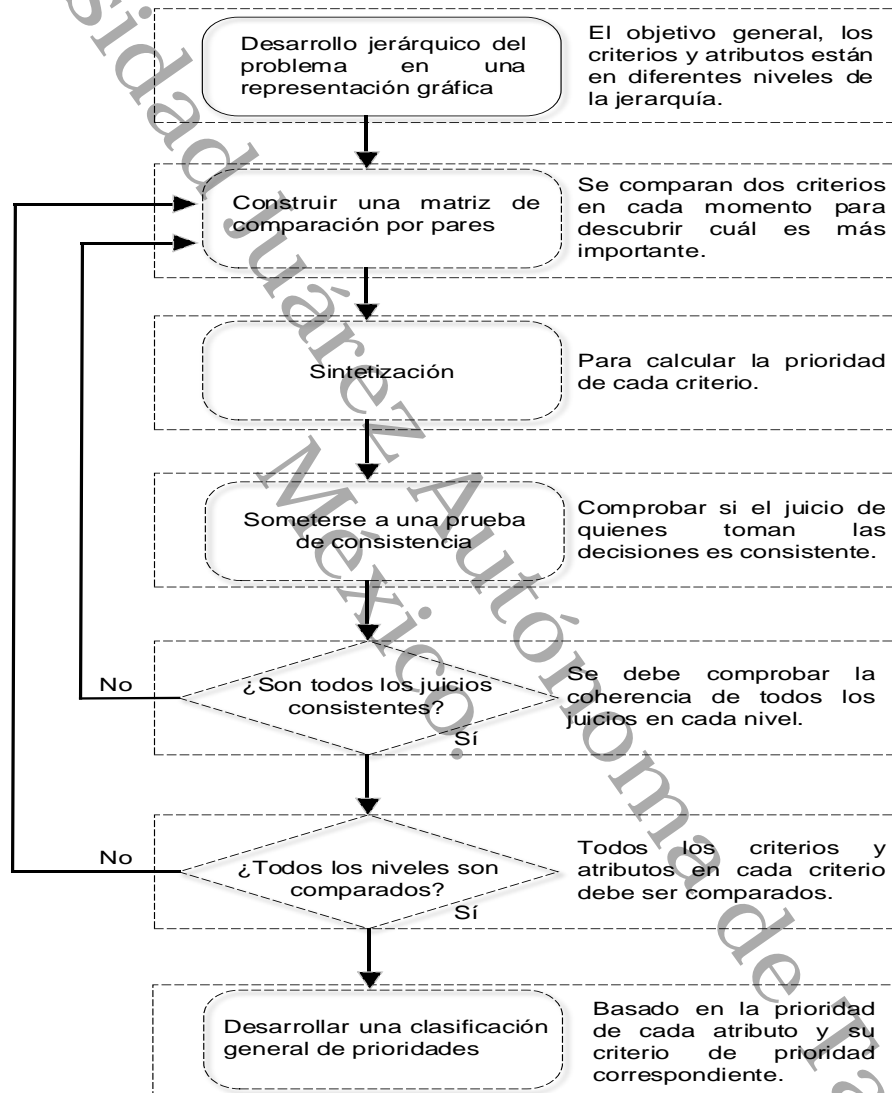 Desarrollo jerárquico del
problema en una
representación gráfica
El objetivo general, los
criterios y atributos están
en diferentes niveles de
la jerarquía.
Construir una matriz de
comparación por pares
Se comparan dos criterios
en cada momento para
descubrir cuál es más
importante.
Sintetización
Para calcular la prioridad
de cada criterio.
Someterse a una prueba
de consistencia
Comprobar si el juicio de
quienes toman las
decisiones es consistente.
No
¿Son todos los juicios
consistentes?
Sí
Se debe comprobar la
coherencia de todos los
juicios en cada nivel.
No
¿Todos los niveles son
comparados?
Sí
Todos los criterios y
atributos en cada criterio
debe ser comparados.
Desarrollar una clasificación
general de prioridades
Basado en la prioridad
de cada atributo y su
criterio de prioridad
correspondiente.
sidad Juárez Autónoma de Ta
México.